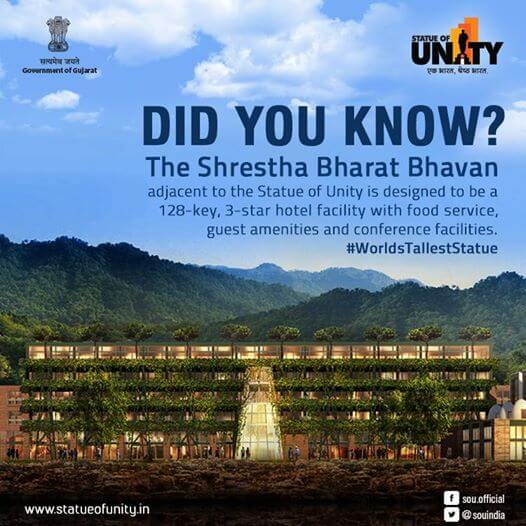 सत्यमेव जयते
Government of Gujarat
STATUE OF
UNITY
एक भारत, श्रेष्ठ भारत.
DID YOU KNOW?
The Shrestha Bharat Bhavan
adjacent to the Statue of Unity is designed to be a
128-key, 3-star hotel facility with food service,
guest amenities and conference facilities.
#WorldsTallestStatue
www.statueofunity.in
sou.official
@souindia